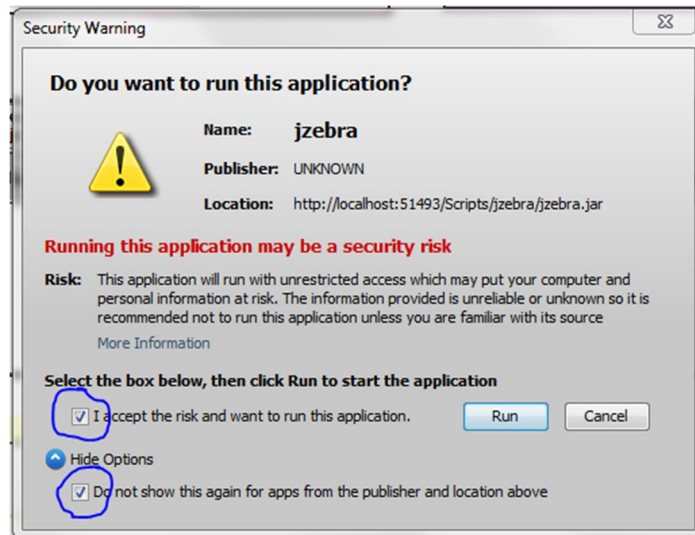 Security Warning
Do you want to run this application?
Name: jzebra
Publisher: UNKNOWN
Location: http://localhost:51493/Scripts/jzebra/jzebra.jar
Running this application may be a security risk
Risk: This application will run with unrestricted access which may put your computer and
personal information at risk. The information provided is unreliable or unknown so it is
recommended not to run this application unless you are familiar with its source
More Information
Select the box below, then click Run to start the application
I accept the risk and want to run this application. Run Cancel
Hide Options
Do not show this again for apps from the publisher and location above